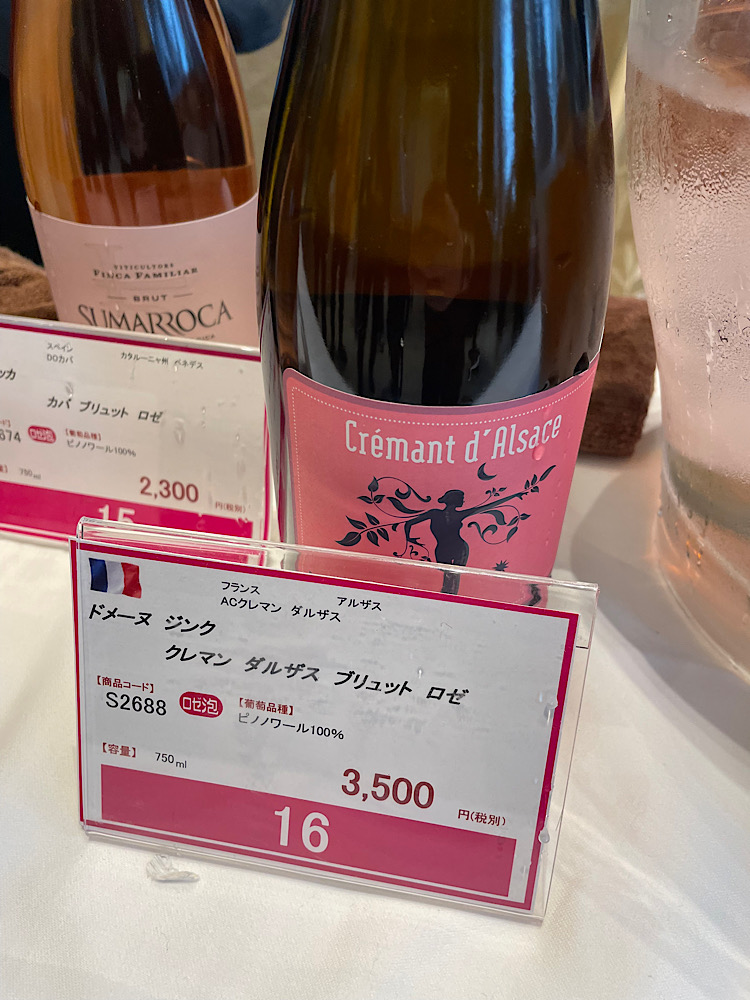 VITICULTORS
FINCA FAMILIAR
BRUT
SUMARROCA
スペイン
DOカバ
カタルーニャ州 ペネデス
ッカ
カバ ブリュット ロゼ
674
ロゼ泡
【葡萄品種】
ピノノワール100%
750ml
2,300
円(税別)
15
Crémant d'Alsace
フランス
アルザス
ACクレマン ダルザス
ドメーヌ ジンク
クレマン ダルザス ブリュット ロゼ
【商品コード】
S2688
ロゼ泡
【葡萄品種】
ピノノワール100%
【容量】
750ml
3,500
円(税別)
16